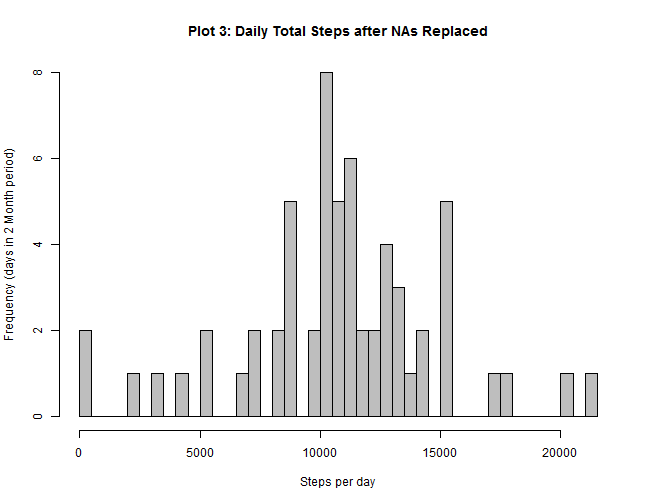 Plot 3: Daily Total Steps after NAs Replaced
Frequency (days in 2 Month period)
8
6
4
2
0
0 5000 10000 15000 20000
Steps per day